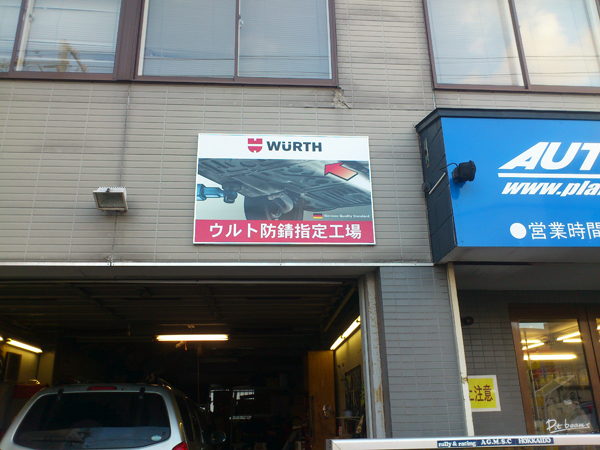 WÜRTH
German Quality Standard
ウルト防錆指定工場
AUT
www.pla
●営業時間
注意
rally & rating A.G.M.S.C HOKKAIDO